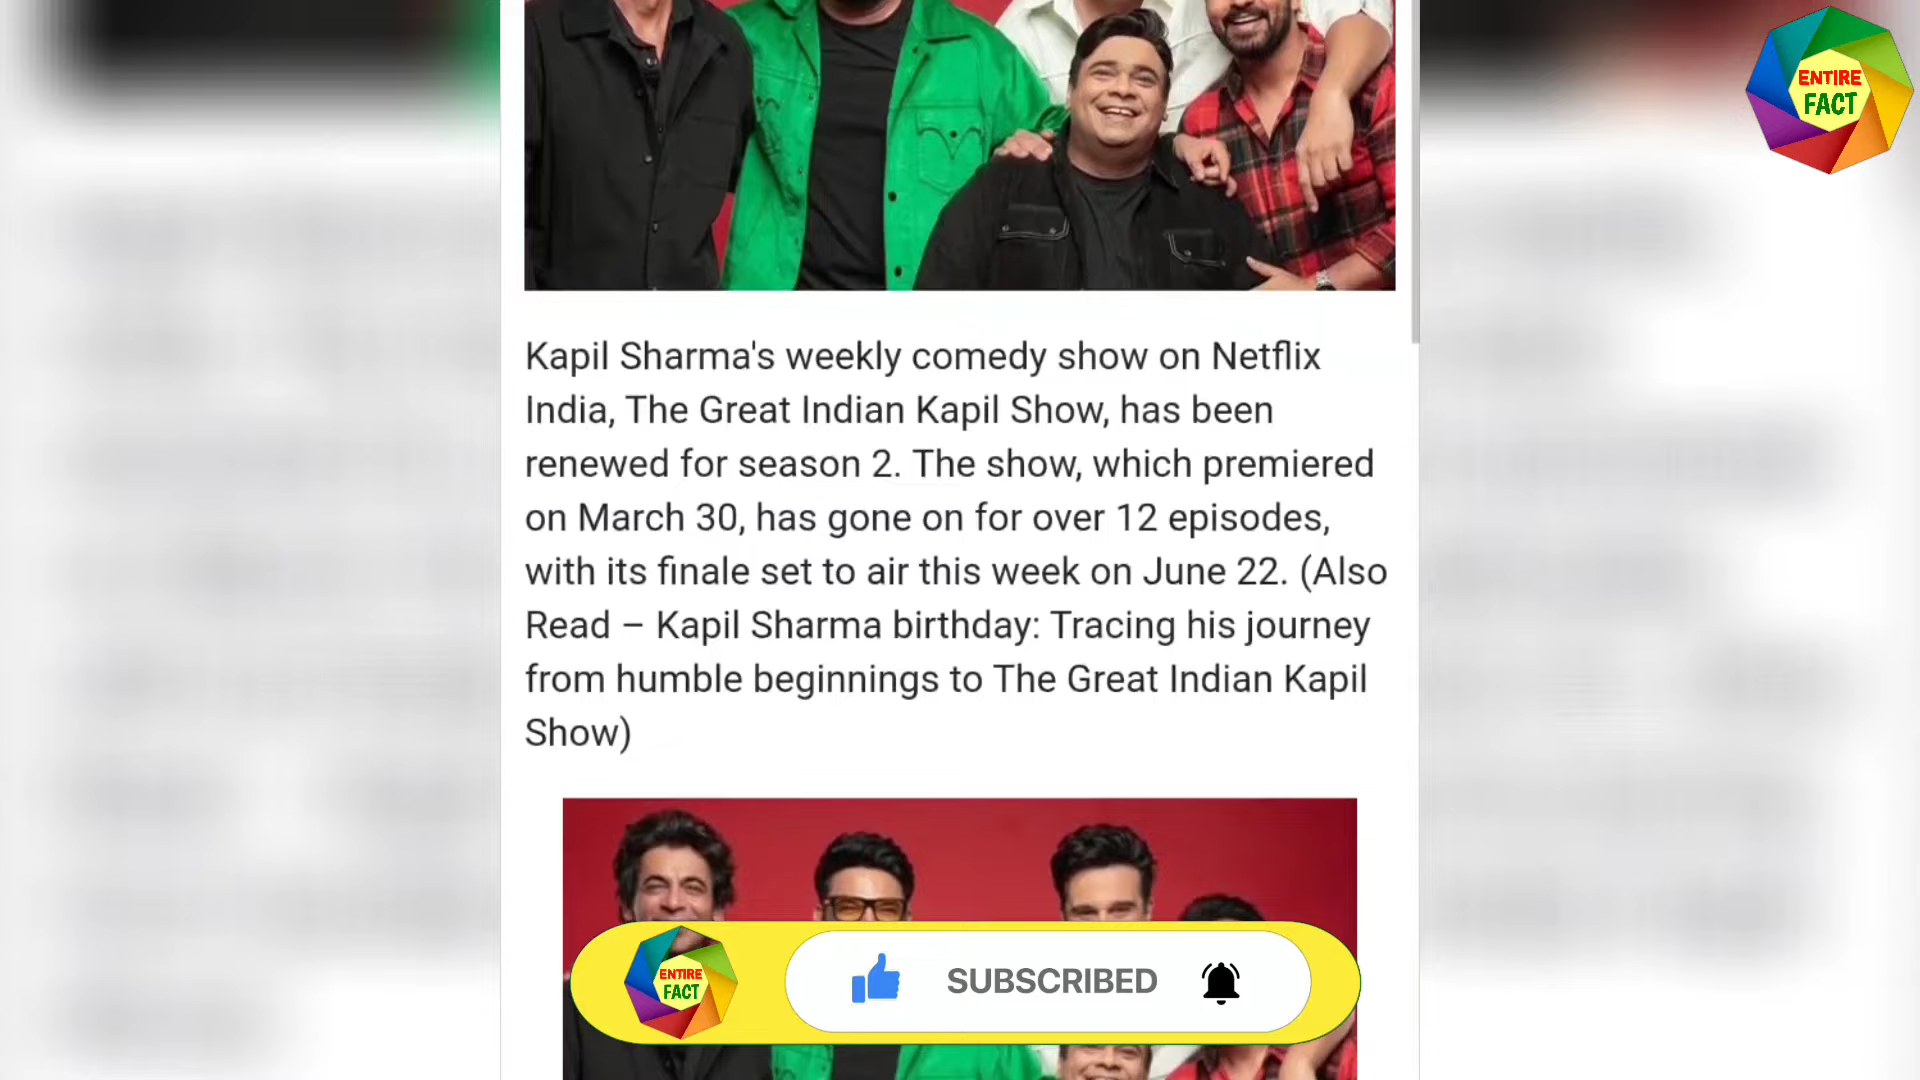 ENTIRE
FACT
Kapil Sharma's weekly comedy show on Netflix
India, The Great Indian Kapil Show, has been
renewed for season 2. The show, which premiered
on March 30, has gone on for over 12 episodes,
with its finale set to air this week on June 22. (Also
Read – Kapil Sharma birthday: Tracing his journey
from humble beginnings to The Great Indian Kapil
Show)
ENTIRE
FACT
SUBSCRIBED